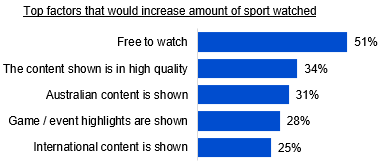 Top factors that would increase amount of sport watched
Free to watch 51%
The content shown is in high quality 34%
Australian content is shown 31%
Game / event highlights are shown 28%
International content is shown 25%